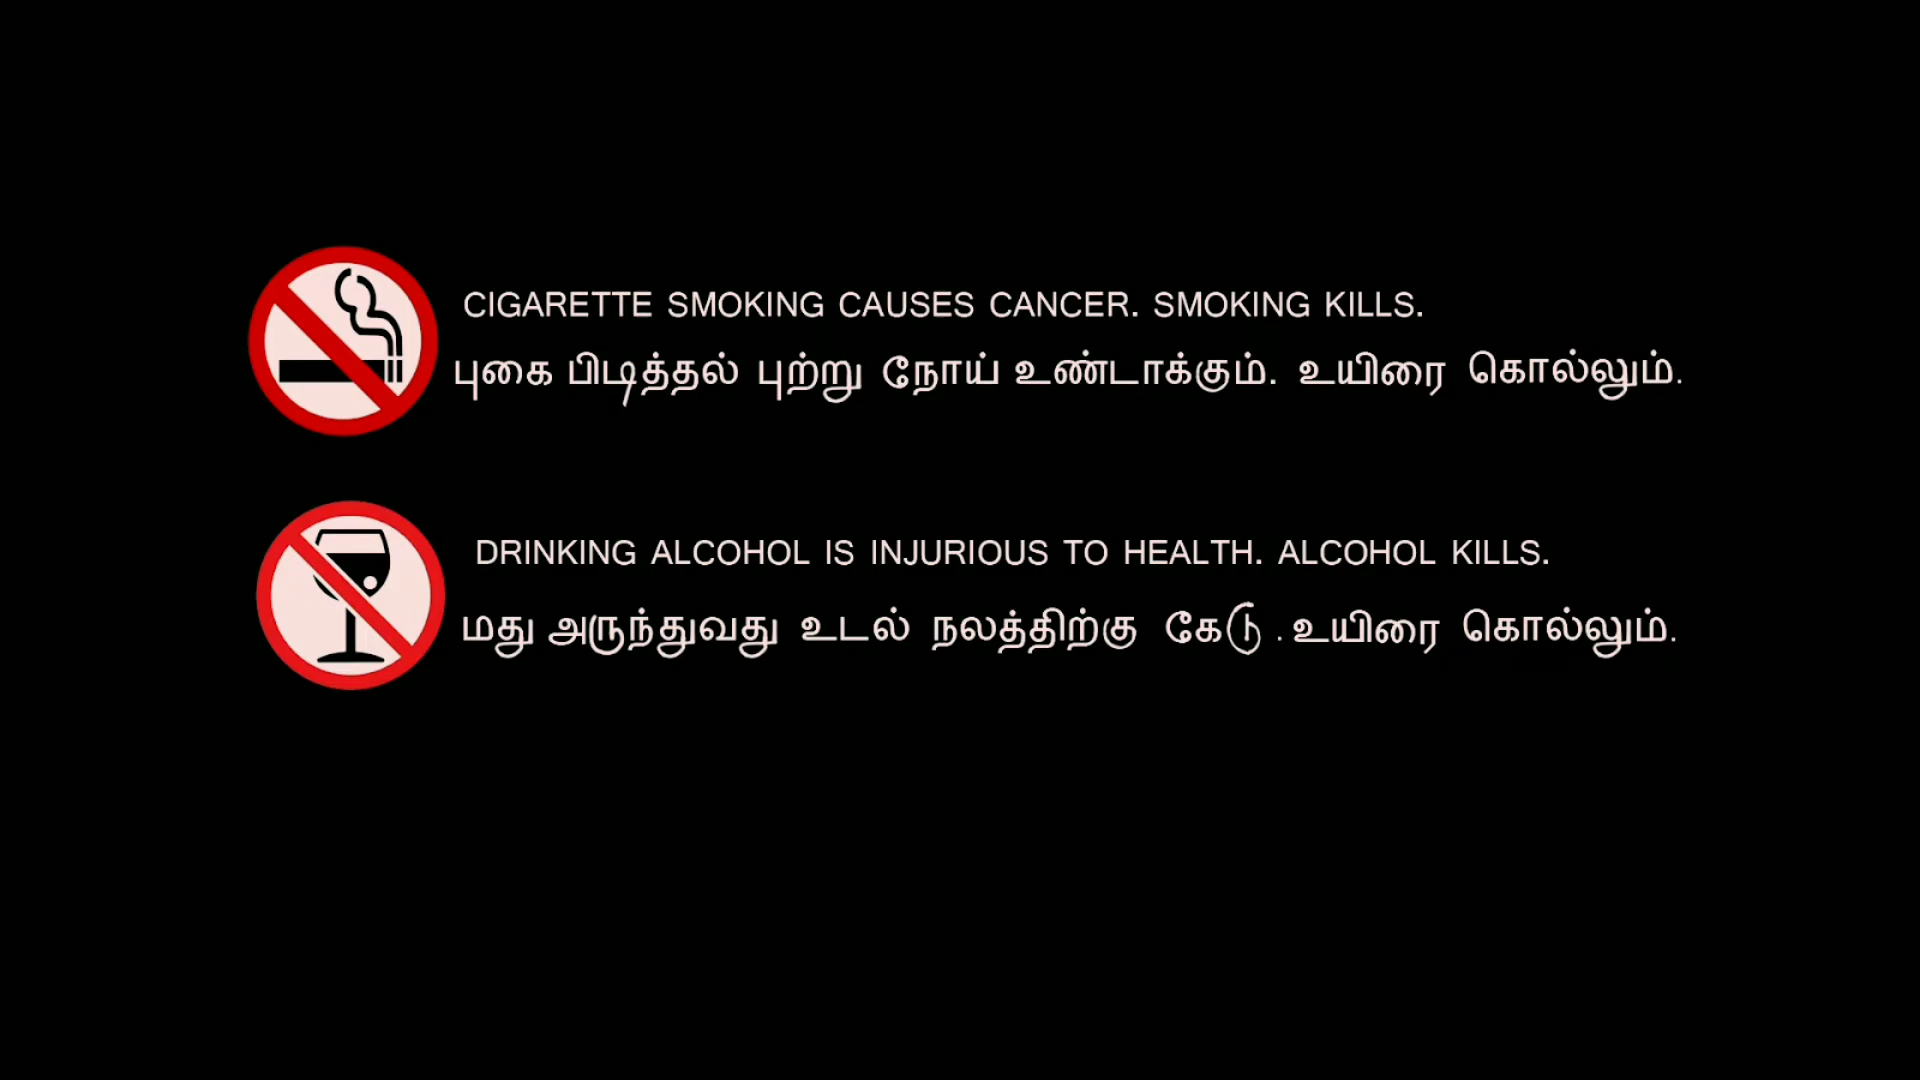 CIGARETTE SMOKING CAUSES CANCER. SMOKING KILLS.
புகை பிடித்தல் புற்று நோய் உண்டாக்கும். உயிரை கொல்லும்.
DRINKING ALCOHOL IS INJURIOUS TO HEALTH. ALCOHOL KILLS.
மது அருந்துவது உடல் நலத்திற்கு கேடு . உயிரை கொல்லும்.